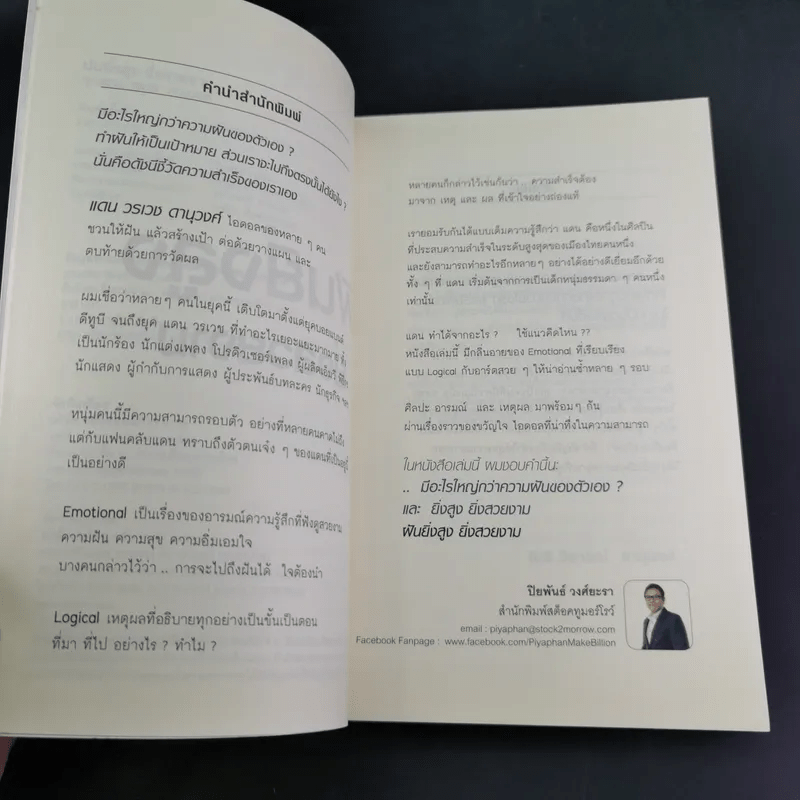 คำนำสำนักพิมพ์
มีอะไรใหญ่กว่าความฝันของตัวเอง ?
ทำฝันให้เป็นเป้าหมาย ส่วนเราจะไปถึงตรงนั้นได้ยังไง ?
นั่นคือดัชนีชี้วัดความสำเร็จของเราเอง
แดน วรเวช ดานุวงศ์ ไอดอลของหลาย ๆ คน
ชวนให้ฝัน แล้วสร้างเป้า ต่อด้วยวางแผน และ
ตบท้ายด้วยการวัดผล
ผมเชื่อว่าหลายๆ คนในยุคนี้ เติบโตมาตั้งแต่ยุคบอยแบนด์
ดีทูบี จนถึงยุค แดน วรเวช ที่ทำอะไรเยอะแยะมากมาย ทั้ง
เป็นนักร้อง นักแต่งเพลง โปรดิวเซอร์เพลง ผู้ผลิตเอ็มวี
นักแสดง ผู้กำกับการแสดง ผู้ประพันธ์บทละคร นักธุรกิจ
หนุ่มคนนี้มีความสามารถรอบตัว อย่างที่หลายคนคาดไม่ถึง
แต่กับแฟนคลับแดน ทราบถึงตัวตนเจ๋ง ๆ ของแดนที่เป็นอยู่นี้
เป็นอย่างดี
Emotional เป็นเรื่องของอารมณ์ความรู้สึกที่ฟังดูสวยงาม
ความฝัน ความสุข ความอิ่มเอมใจ
บางคนกล่าวไว้ว่า .. การจะไปถึงฝันได้ ใจต้องนำ
Logical เหตุผลที่อธิบายทุกอย่างเป็นขั้นเป็นตอน
ที่มา ที่ไป อย่างไร ? ทำไม ?
หลายคนก็กล่าวไว้เช่นกันว่า .. ความสำเร็จต้อง
มาจาก เหตุ และ ผล ที่เข้าใจอย่างถ่องแท้
เรายอมรับกันได้แบบเต็มความรู้สึกว่า แดน คือหนึ่งในศิลปิน
ที่ประสบความสำเร็จในระดับสูงสุดของเมืองไทยคนหนึ่ง
และยังสามารถทำอะไรอีกหลายๆ อย่างได้อย่างดีเยี่ยมอีกด้วย
ทั้ง ๆ ที่ แดน เริ่มต้นจากการเป็นเด็กหนุ่มธรรมดา ๆ คนหนึ่ง
เท่านั้น
แดน ทำได้จากอะไร ? ใช้แนวคิดไหน ??
หนังสือเล่มนี้ มีกลิ่นอายของ Emotional ที่เรียบเรียง
แบบ Logical กับอาร์ตสวย ๆ ให้น่าอ่านซ้ำหลาย ๆ รอบ
ศิลปะ อารมณ์ และ เหตุผล มาพร้อมๆ กัน
ผ่านเรื่องราวของขวัญใจ ไอดอลที่น่าทึ่งในความสามารถ
ในหนังสือเล่มนี้ ผมชอบคำนี้นะ
.. มีอะไรใหญ่กว่าความฝันของตัวเอง ?
และ ยิ่งสูง ยิ่งสวยงาม
ฝันยิ่งสูง ยิ่งสวยงาม
ปิยพันธ์ วงศ์ยะรา
สำนักพิมพ์สต็อคทูมอร์โรว์
email : piyaphan@stock2morrow.com
Facebook Fanpage : www.facebook.com/PiyaphanMakeBillion